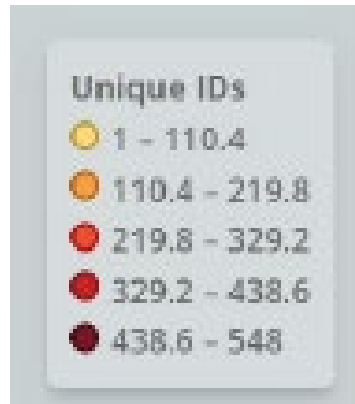 Unique IDs
1 – 110.4
110.4 – 219.8
219.8 – 329.2
329.2 – 438.6
438.6 – 548